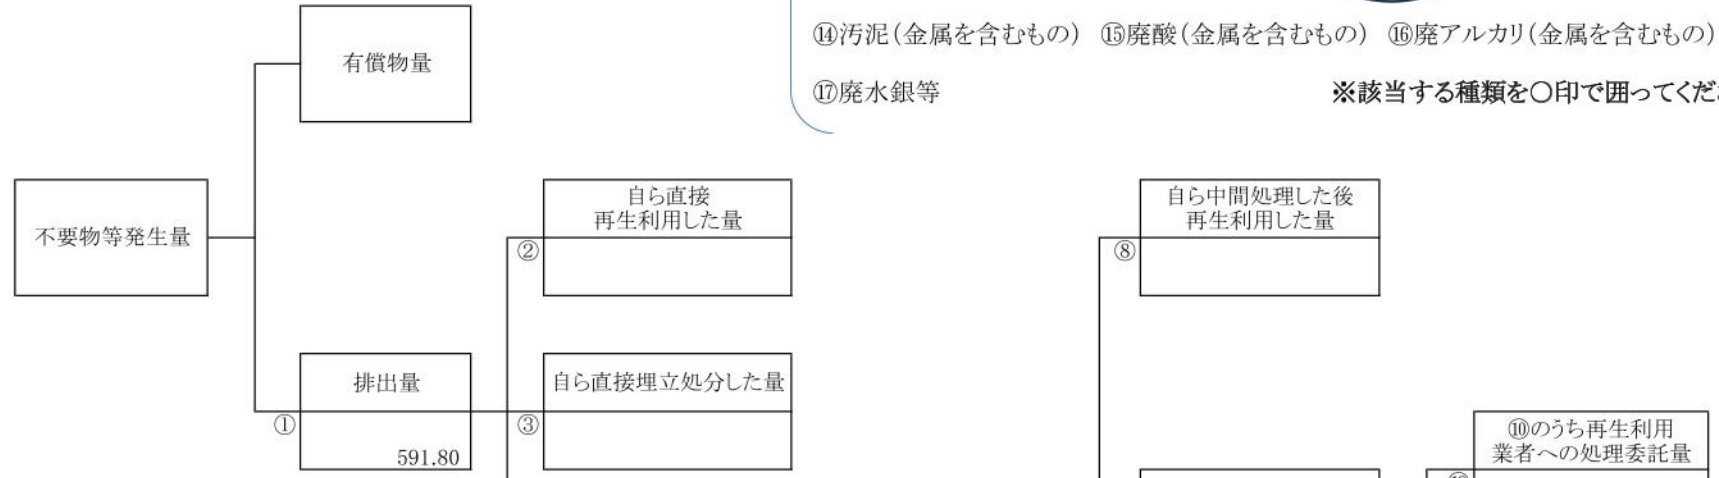 ⑭汚泥(金属を含むもの) ⑮廃酸(金属を含むもの) ⑯廃アルカリ(金属を含むもの)
⑰廃水銀等 ※該当する種類を○印で囲ってくだ
有償物量
不要物等発生量
自ら直接
再生利用した量
②
自ら中間処理した後
再生利用した量
⑧
排出量
①
591.80
自ら直接埋立処分した量
③
⑩のうち再生利用
業者への処理委託量